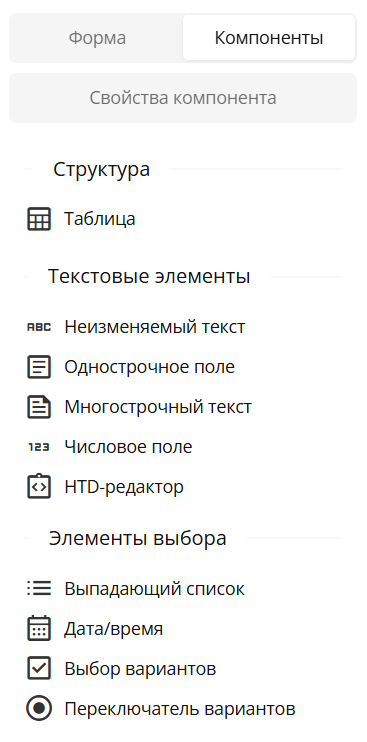 Форма
Компоненты
Свойства компонента
Структура
Таблица
Текстовые элементы
ABC Неизменяемый текст
Однострочное поле
Многострочный текст
123 Числовое поле
HTD-редактор
Элементы выбора
Выпадающий список
Дата/время
Выбор вариантов
Переключатель вариантов